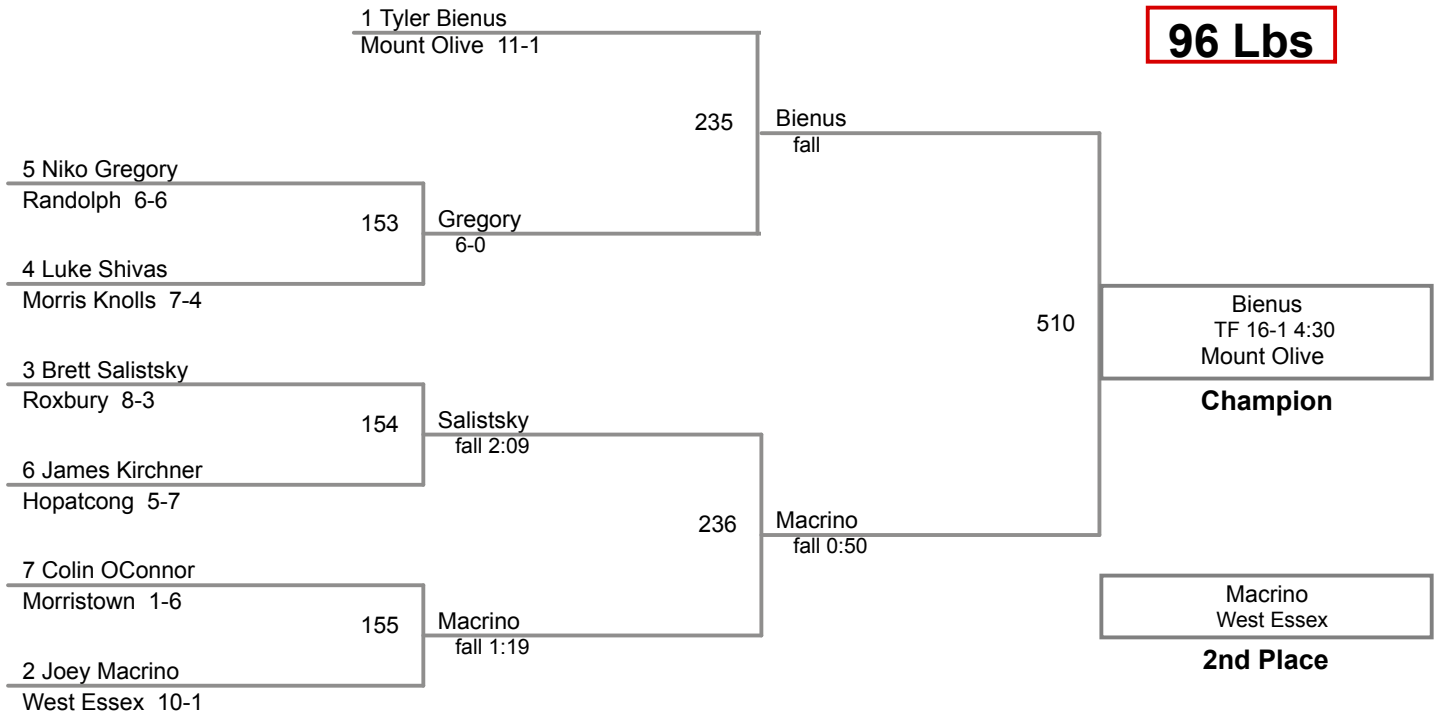 1 Tyler Bienus
Mount Olive 11-1
96 Lbs
235
Bienus
fall
5 Niko Gregory
Randolph 6-6
153
Gregory
6-0
4 Luke Shivas
Morris Knolls 7-4
510
Bienus
TF 16-1 4:30
Mount Olive
Champion
3 Brett Salistsky
Roxbury 8-3
154
Salistsky
fall 2:09
6 James Kirchner
Hopatcong 5-7
236
Macrino
fall 0:50
7 Colin OConnor
Morristown 1-6
155
Macrino
fall 1:19
2 Joey Macrino
West Essex 10-1
Macrino
West Essex
2nd Place